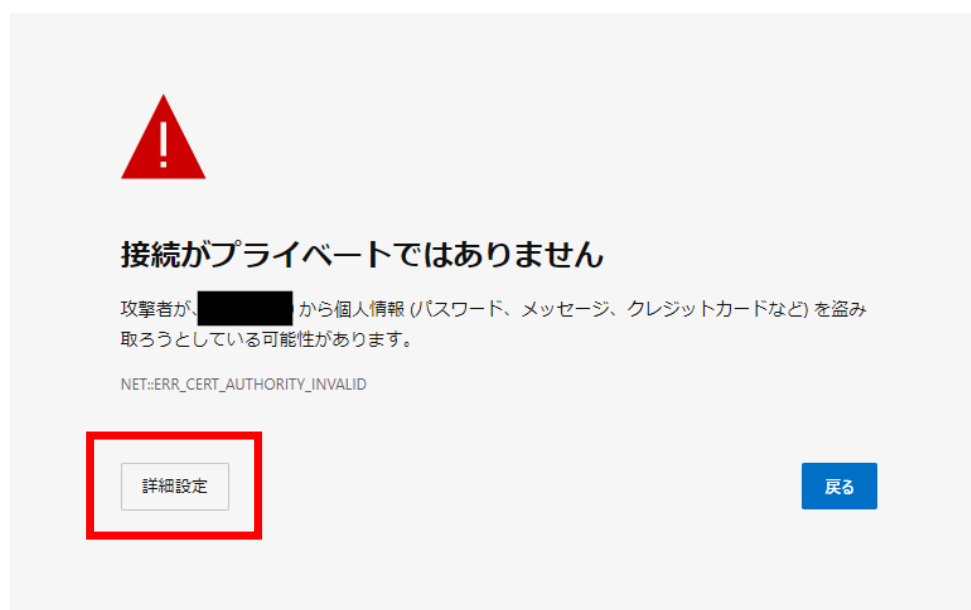 接続がプライベートではありません
攻撃者が、 から個人情報 (パスワード、メッセージ、クレジットカードなど) を盗み
取ろうとしている可能性があります。
NET::ERR_CERT_AUTHORITY_INVALID
詳細設定
戻る